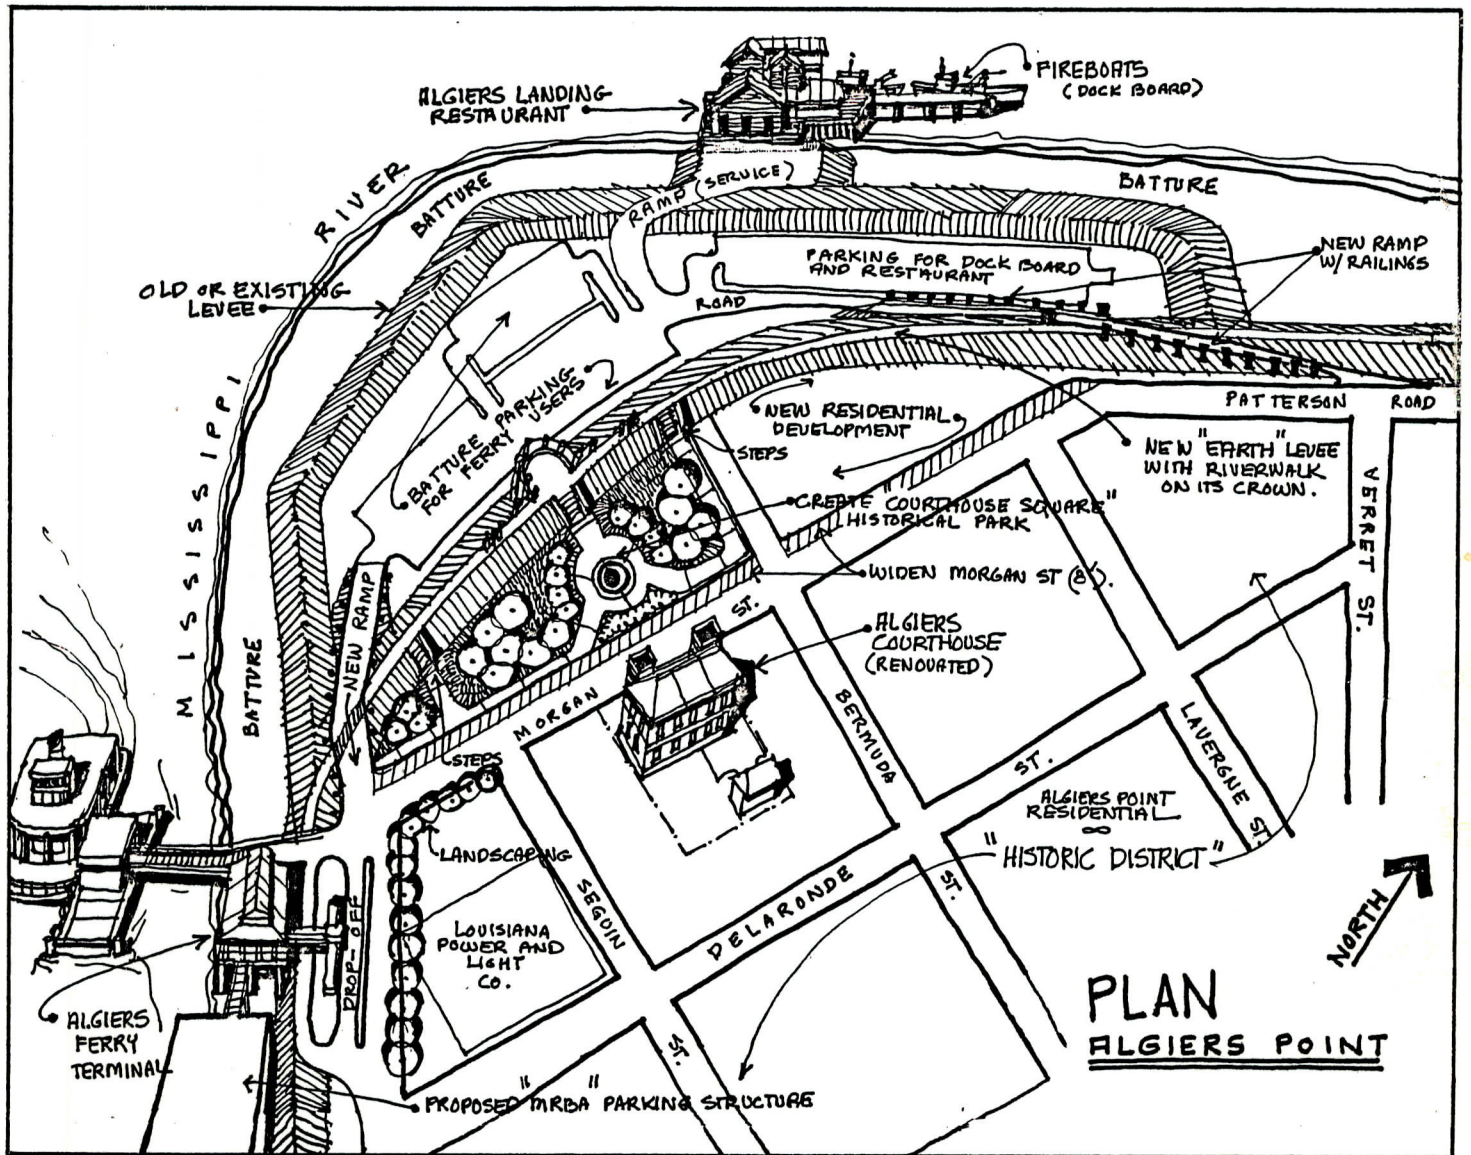 FIREBOATS
(DOCK BOARD)
ALGIERS LANDING
RESTAURANT
MISSISSIPPI RIVER
BATTURE
RAMP (SERVICE)
BATTURE
OLD OR EXISTING
LEVEE
PARKING FOR DOCK BOARD
AND RESTAURANT
NEW RAMP
W/ RAILINGS
ROAD
BATTURE PARKING
FOR FERRY USERS
NEW RESIDENTIAL
DEVELOPMENT
PATTERSON ROAD
STEPS
NEW "EARTH" LEVEE
WITH RIVERWALK
ON ITS CROWN.
VERRET ST.
CREATE "COURTHOUSE SQUARE"
HISTORICAL PARK
WIDEN MORGAN ST (8').
NEW RAMP
BATTURE
ALGIERS
COURTHOUSE
(RENOVATED)
MORGAN ST.
STEPS
BERMUDA ST.
LAVERGNE ST.
LANDSCAPING
SEGUIN ST.
DELARONDE ST.
ALGIERS POINT
RESIDENTIAL
"HISTORIC DISTRICT"
LOUISIANA
POWER AND
LIGHT
CO.
DROP-OFF
NORTH
ALGIERS
FERRY
TERMINAL
PROPOSED "MRBA" PARKING STRUCTURE
PLAN
ALGIERS POINT